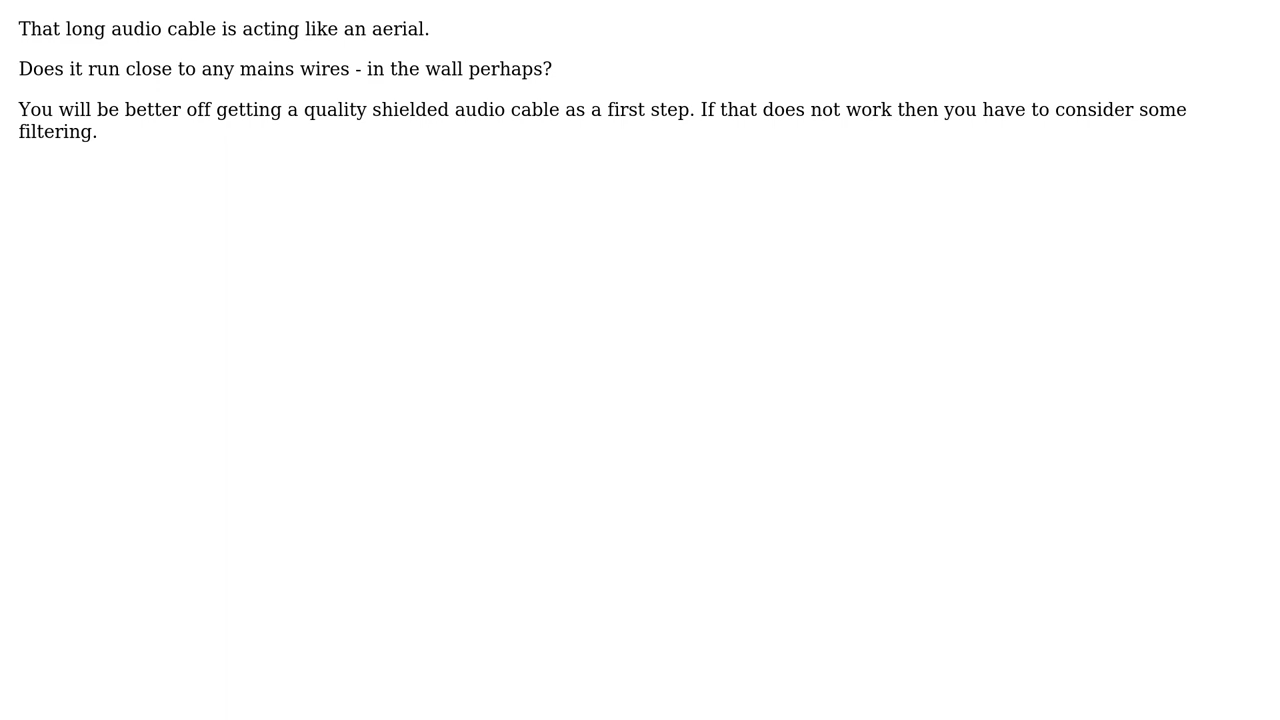 That long audio cable is acting like an aerial.
Does it run close to any mains wires - in the wall perhaps?
You will be better off getting a quality shielded audio cable as a first step. If that does not work then you have to consider some
filtering.